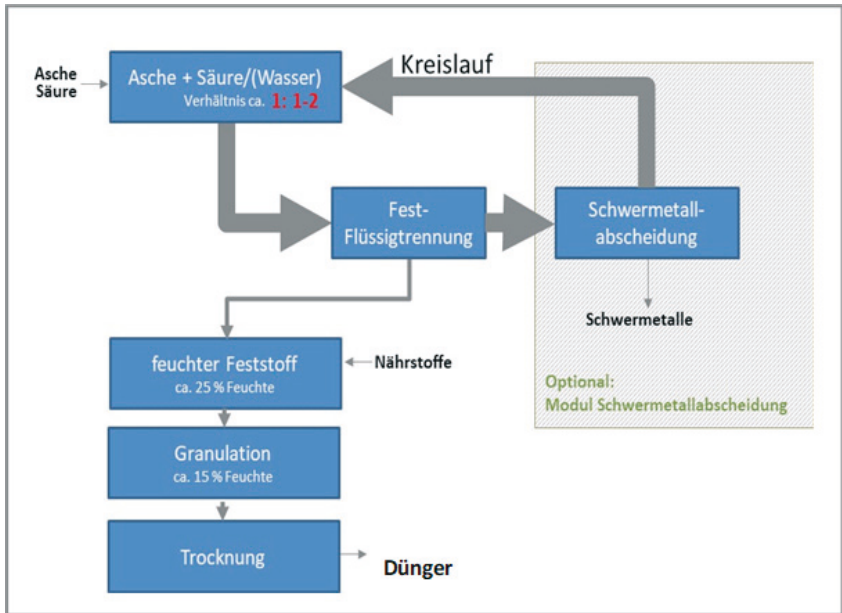 Asche
Säure
Asche + Säure/(Wasser)
Verhältnis ca. 1: 1-2
Kreislauf
Fest-
Flüssigtrennung
Schwermetall-
abscheidung
Schwermetalle
feuchter Feststoff
ca. 25 % Feuchte
Nährstoffe
Optional:
Modul Schwermetallabscheidung
Granulation
ca. 15 % Feuchte
Trocknung
Dünger